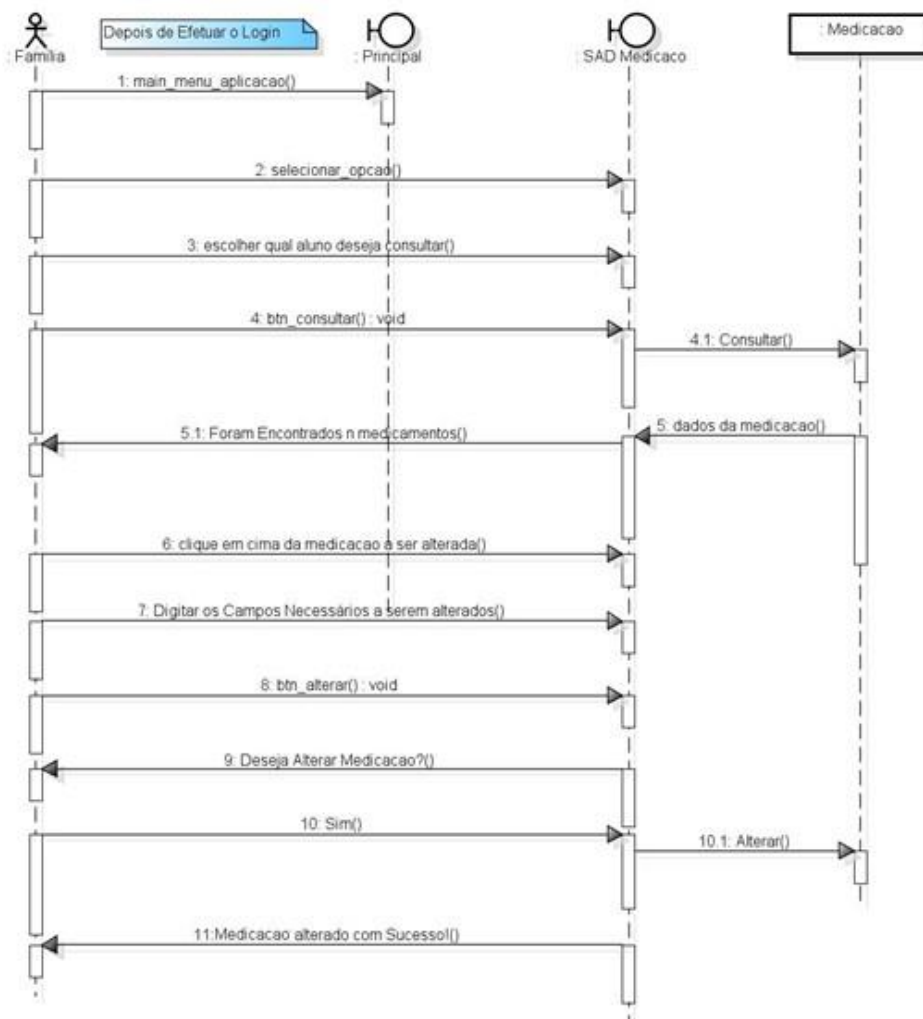 Depois de Efetuar o Login
: Familia
: Principal
: SAD Medicaco
: Medicacao
1: main_menu_aplicacao()
2: selecionar_opcao()
3: escolher qual aluno deseja consultar()
4: btn_consultar() : void
4.1: Consultar()
5: dados da medicacao()
5.1: Foram Encontrados n medicamentos()
6: clique em cima da medicacao a ser alterada()
7: Digitar os Campos Necessários a serem alterados()
8: btn_alterar() : void
9: Deseja Alterar Medicacao?()
10: Sim()
10.1: Alterar()
11:Medicacao alterado com Sucesso!()